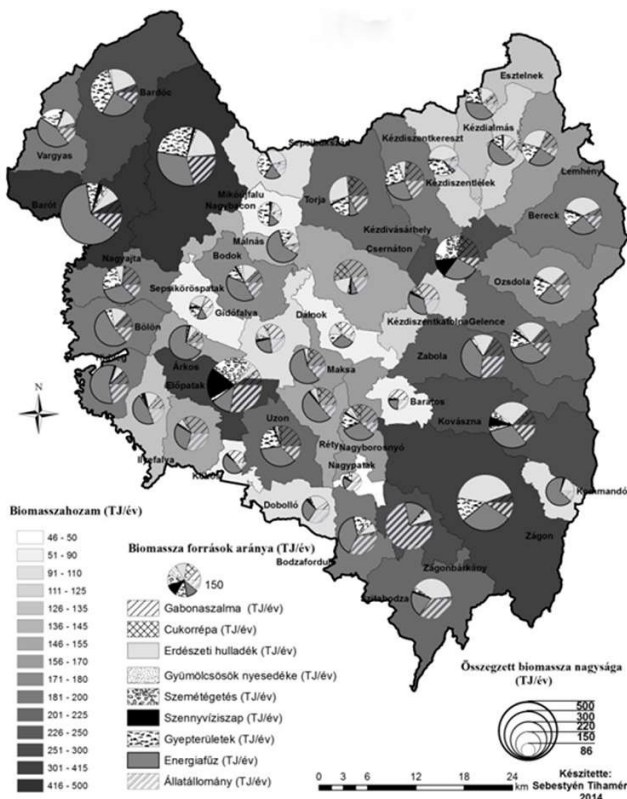 Esztelnek
Bardóc
Kézdialmás
Kézdiszentkereszt
Vargyas
Lemhény
Kézdiszentlélek
Mikóújfalu
Torja
Barót
Nagybacon
Bereck
Kézdivásárhely
Málnás
Csernáton
Bodok
Nagyajta
Ozsdola
Sepsikőröspatak
Gidófalva
Dálnok
Kézdiszentkatolna
Gelence
Bölön
Zabola
Árkos
Maksa
Előpatak
Baratos
Kovászna
Uzon
Réty
Nagyborosnyó
Illyefalva
Nagypatak
Kommandó
Dobolló
Zágon
Bodzaforduló
Zágonbárkány
Szitabodza
N
Biomasszahozam (TJ/év)
46 - 50
51 - 90
91 - 110
111 - 125
126 - 135
136 - 145
146 - 155
156 - 170
171 - 180
181 - 200
201 - 225
226 - 250
251 - 300
301 - 415
416 - 500
Biomassza források aránya (TJ/év)
150
Gabonaszalma (TJ/év)
Cukorrépa (TJ/év)
Erdészeti hulladék (TJ/év)
Gyümölcsösök nyesedéke (TJ/év)
Szemétégetés (TJ/év)
Szennyvíziszap (TJ/év)
Gyepterületek (TJ/év)
Energiafűz (TJ/év)
Állatállomány (TJ/év)
Összegzett biomassza nagysága
(TJ/év)
500
300
220
150
86
0 3 6 12 18 24
km
Készítette:
Sebestyén Tihamér
2014